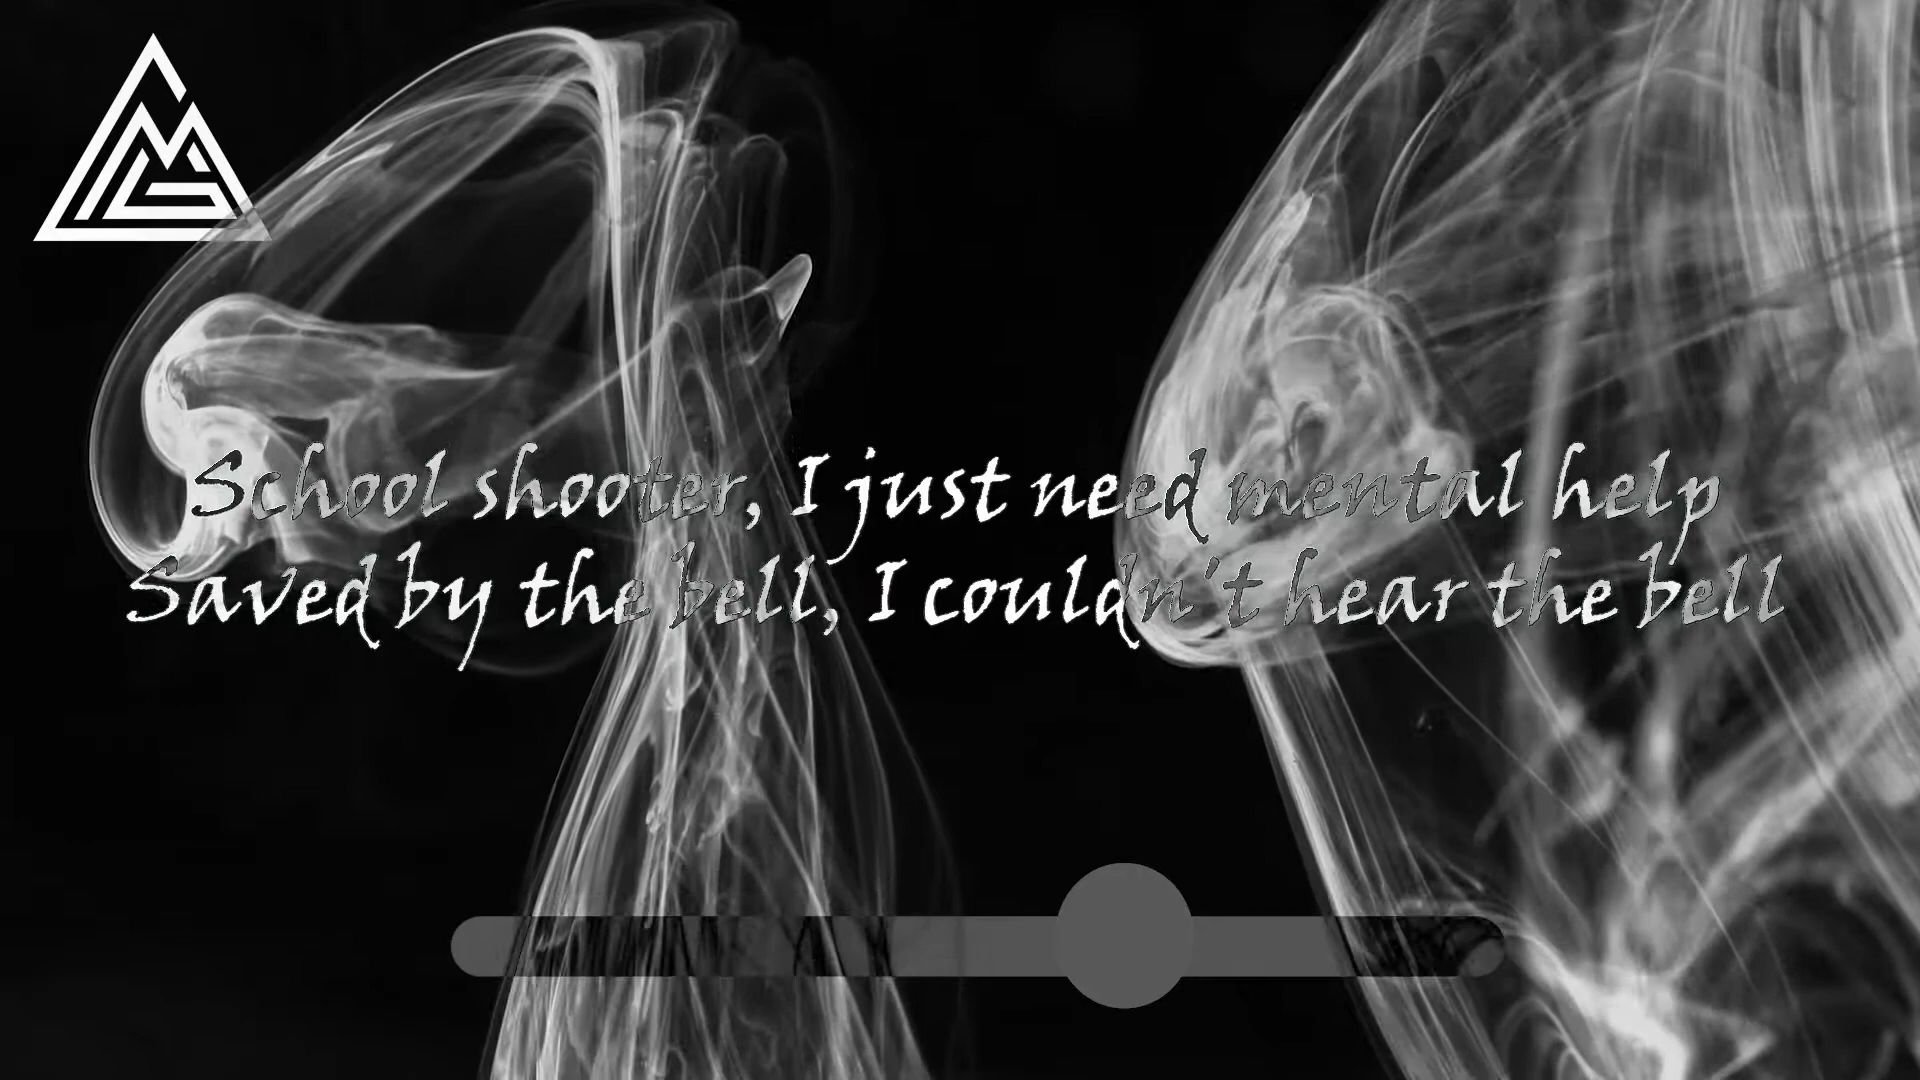 School shooter, I just need mental help
Saved by the bell, I couldn't hear the bell